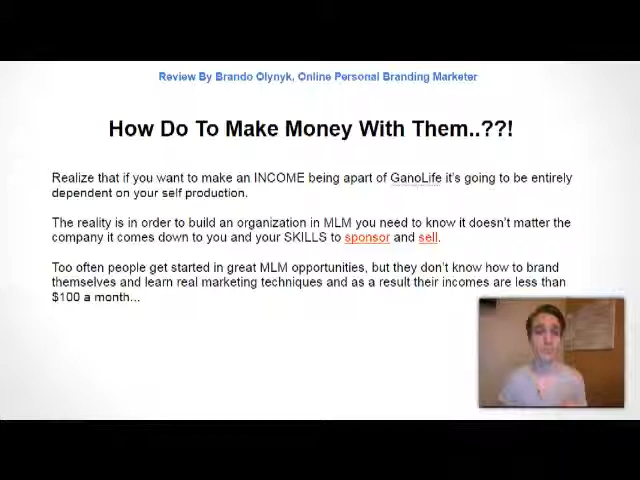 Review By Brando Olynyk, Online Personal Branding Marketer
How Do To Make Money With Them..??!
Realize that if you want to make an INCOME being apart of GanoLife it's going to be entirely
dependent on your self production.
The reality is in order to build an organization in MLM you need to know it doesn't matter the
company it comes down to you and your SKILLS to sponsor and sell.
Too often people get started in great MLM opportunities, but they don't know how to brand
themselves and learn real marketing techniques and as a result their incomes are less than
$100 a month...